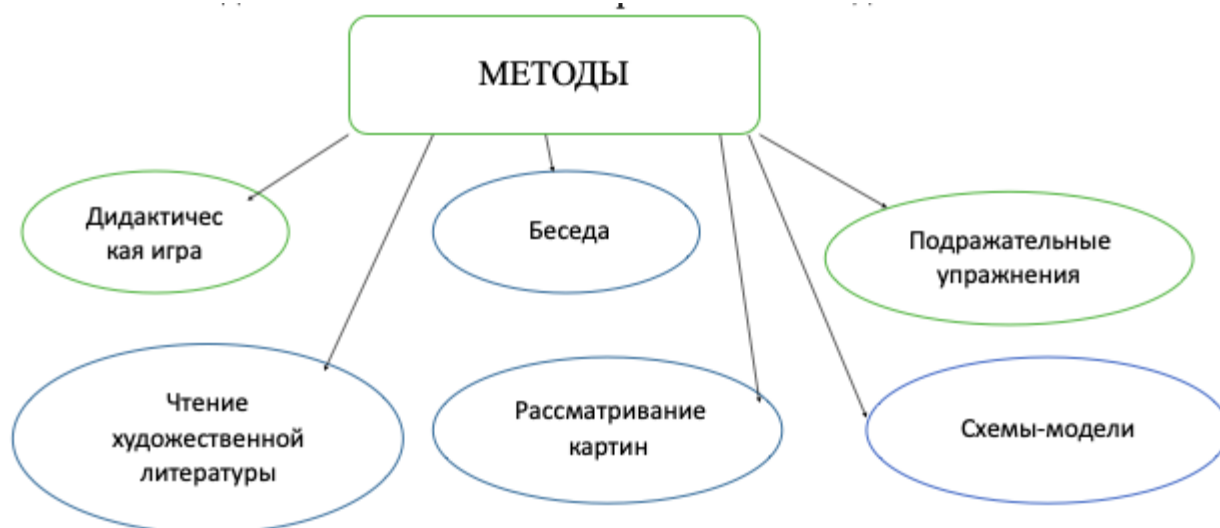 МЕТОДЫ
Дидактичес
кая игра
Беседа
Подражательные
упражнения
Чтение
художественной
литературы
Рассматривание
картин
Схемы-модели